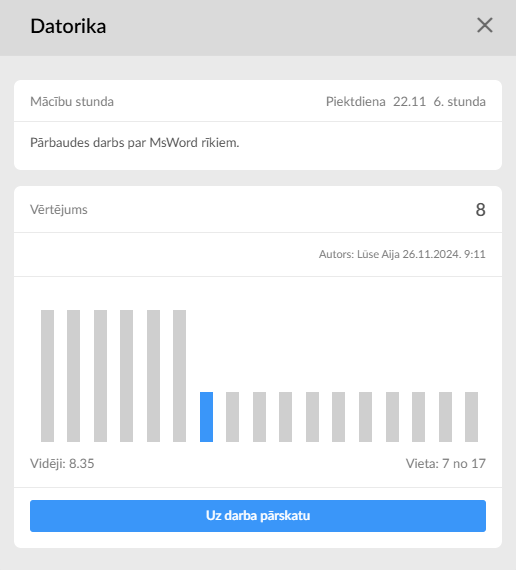 Datorika
Mācību stunda Piektdiena 22.11 6. stunda
Pārbaudes darbs par MsWord rīkiem.
Vērtējums 8
Autors: Lūse Aija 26.11.2024. 9:11
Vidēji: 8.35 Vieta: 7 no 17
Uz darba pārskatu